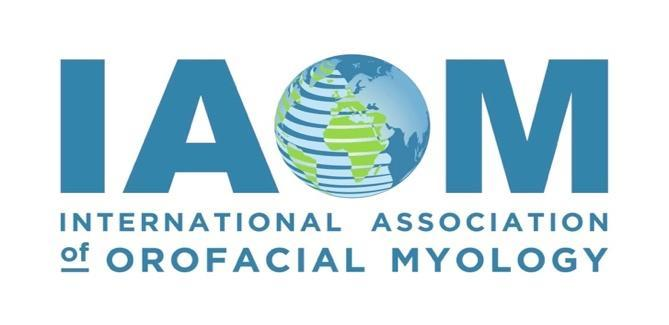 IAOM
INTERNATIONAL ASSOCIATION
of OROFACIAL MYOLOGY